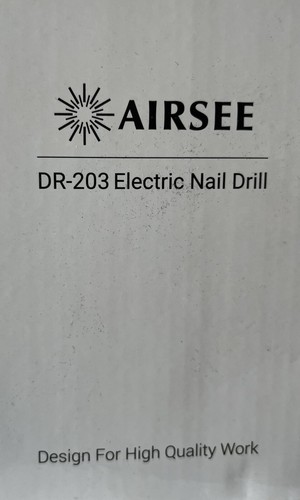 AIRSEE
DR-203 Electric Nail Drill
Design For High Quality Work